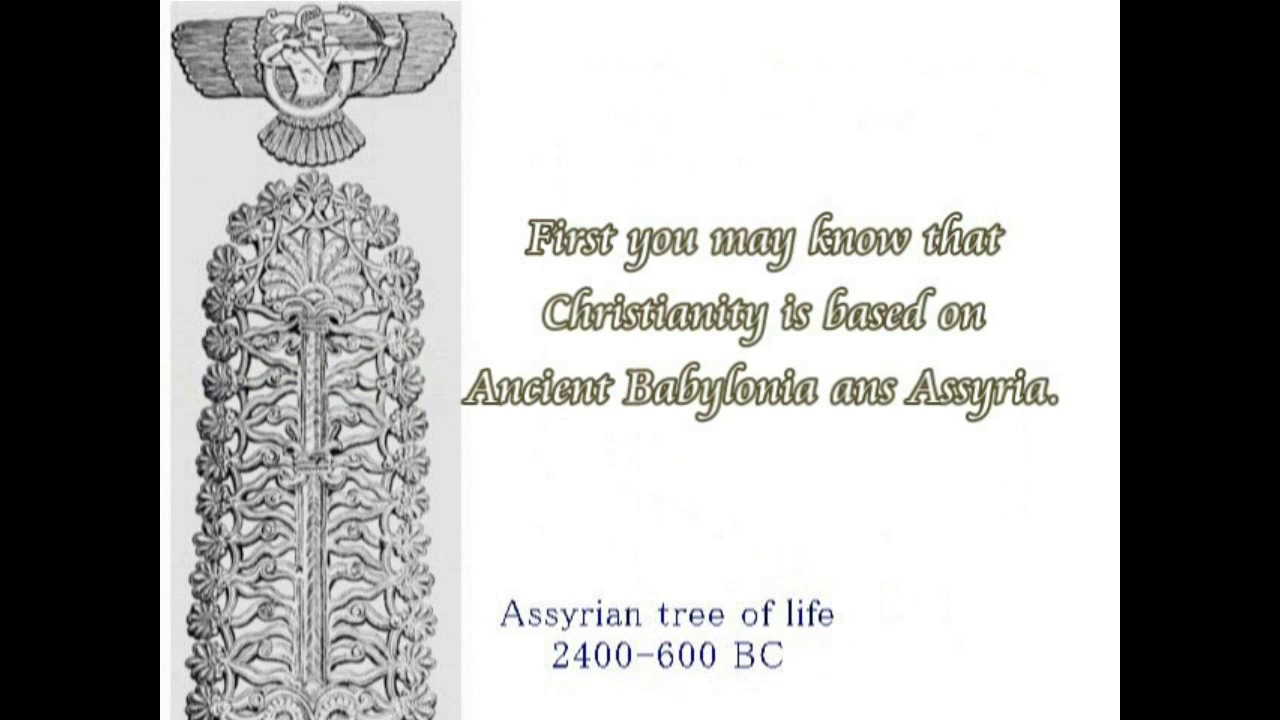 First you may know that
Christianity is based on
Ancient Babylonia ans Assyria.
Assyrian tree of life
2400-600 BC